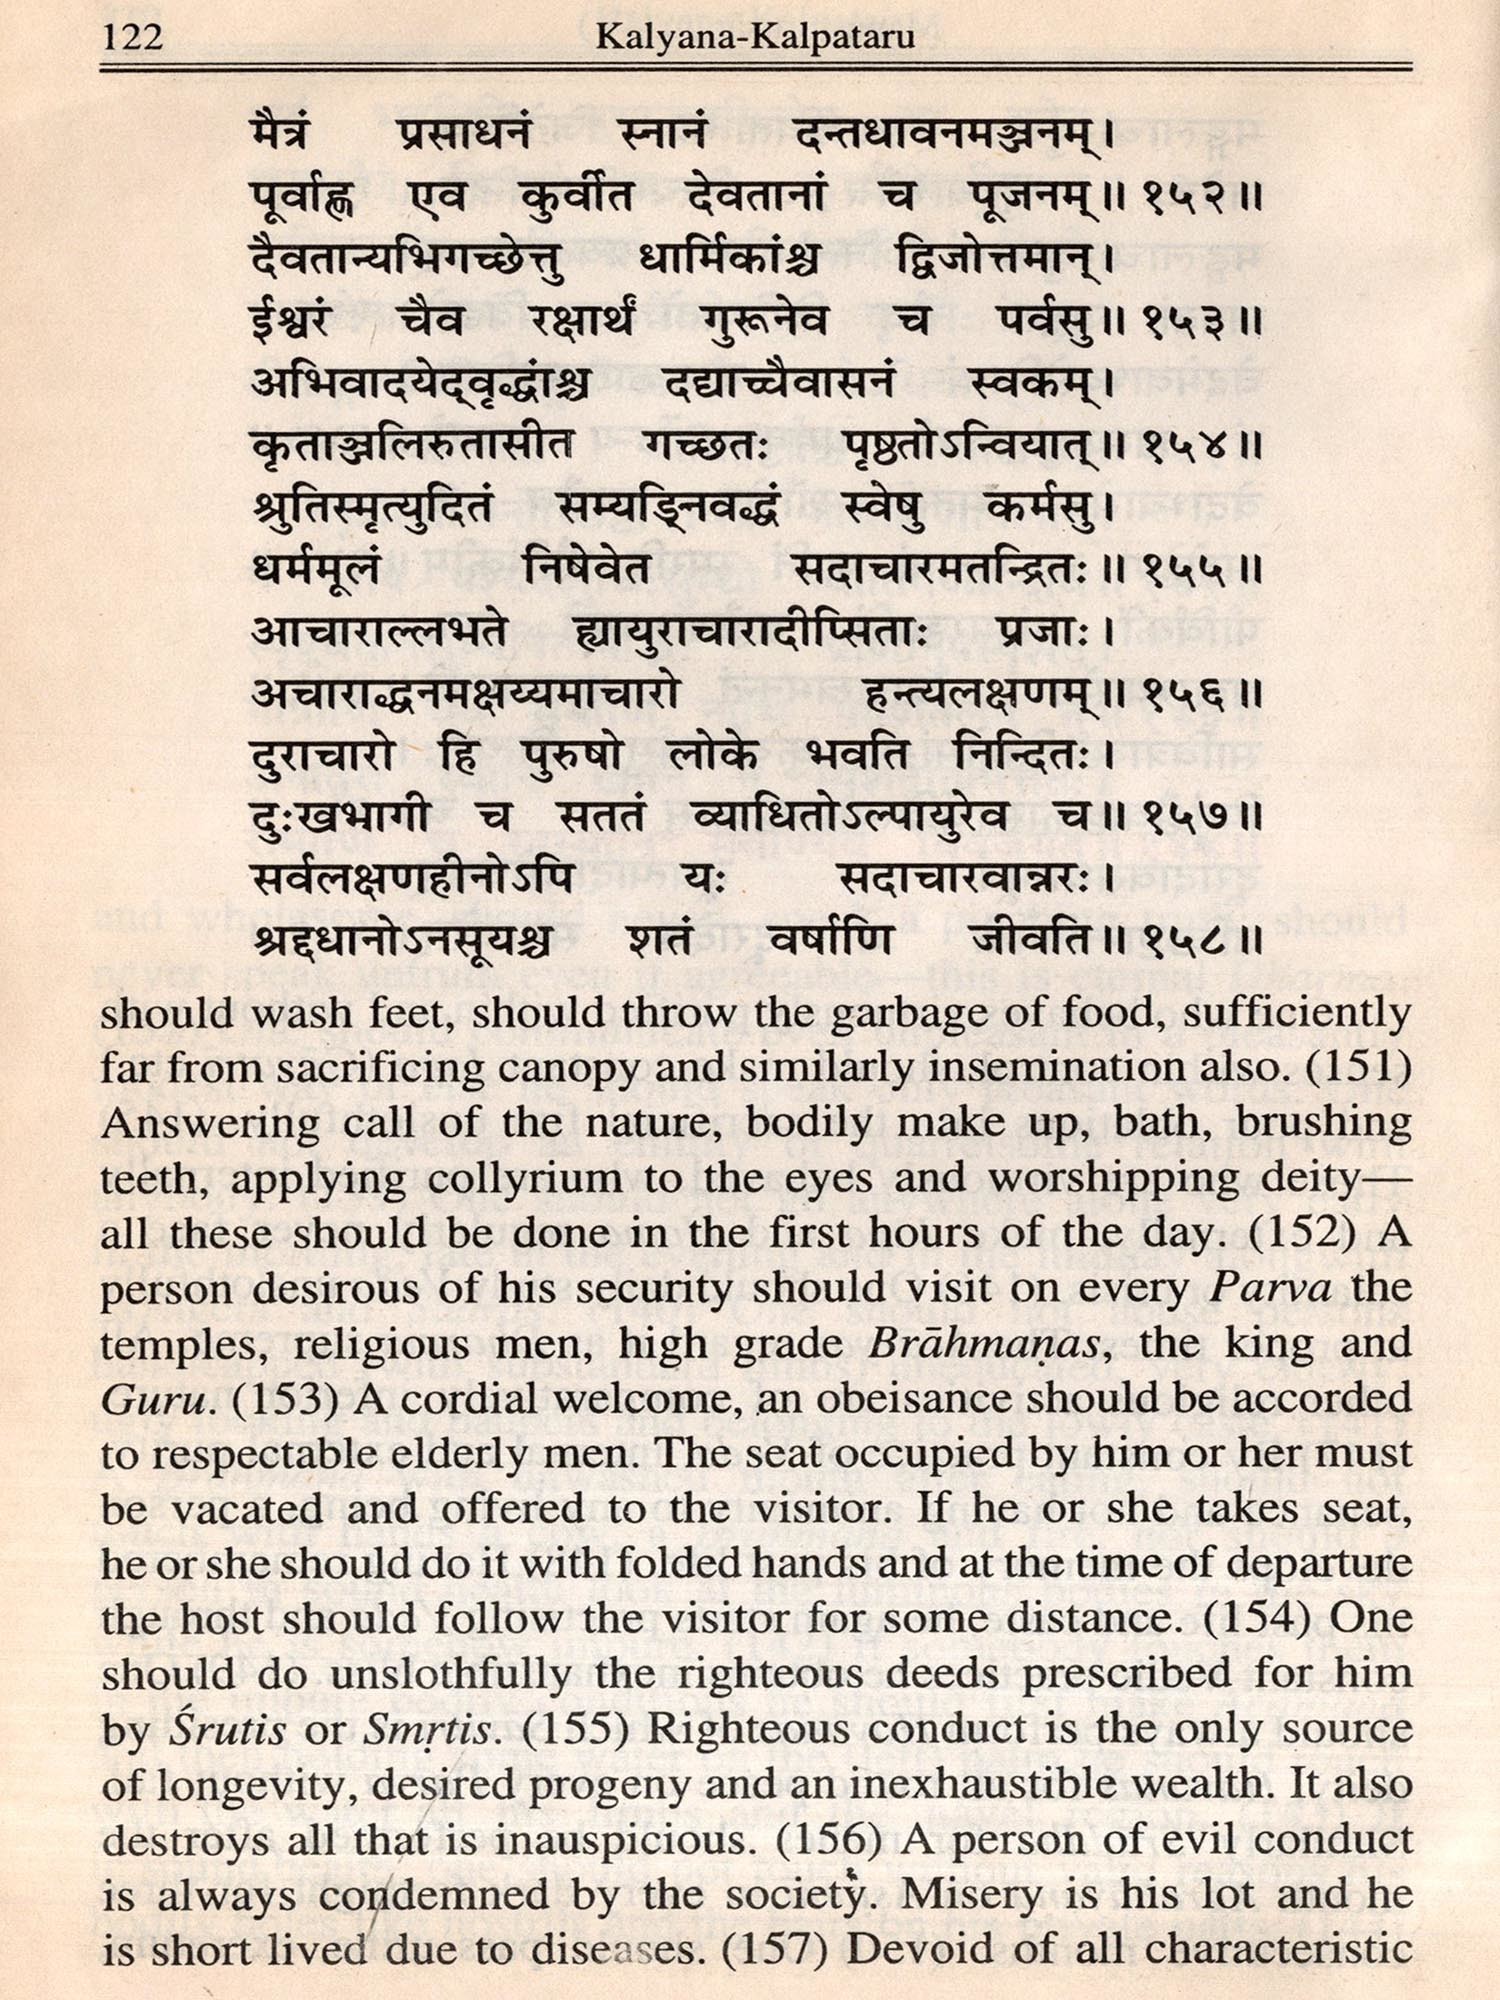 122
Kalyana-Kalpataru
मैत्रं प्रसाधनं स्नानं दन्तधावनमञ्जनम्।
पूर्वाह्ण एव कुर्वीत देवतानां च पूजनम्॥ १५२॥
दैवतान्यभिगच्छेत्तु धार्मिकांश्च द्विजोत्तमान्।
ईश्वरं चैव रक्षार्थं गुरूनेव च पर्वसु॥ १५३॥
अभिवादयेद्वृद्धांश्च दद्याच्चैवासनं स्वकम्।
कृताञ्जलिरुतासीत गच्छतः पृष्ठतोऽन्वियात्॥ १५४॥
श्रुतिस्मृत्युदितं सम्यङ्निवद्धं स्वेषु कर्मसु।
धर्ममूलं निषेवेत सदाचारमतन्द्रितः॥ १५५॥
आचाराल्लभते ह्यायुराचारादीप्सिताः प्रजाः।
अचाराद्धनमक्षय्यमाचारो हन्त्यलक्षणम्॥ १५६॥
दुराचारो हि पुरुषो लोके भवति निन्दितः।
दुःखभागी च सततं व्याधितोऽल्पायुरेव च॥ १५७॥
सर्वलक्षणहीनोऽपि यः सदाचारवान्नरः।
श्रद्दधानोऽनसूयश्च शतं वर्षाणि जीवति॥ १५८॥
should wash feet, should throw the garbage of food, sufficiently
far from sacrificing canopy and similarly insemination also. (151)
Answering call of the nature, bodily make up, bath, brushing
teeth, applying collyrium to the eyes and worshipping deity—
all these should be done in the first hours of the day. (152) A
person desirous of his security should visit on every Parva the
temples, religious men, high grade Brāhmaṇas, the king and
Guru. (153) A cordial welcome, an obeisance should be accorded
to respectable elderly men. The seat occupied by him or her must
be vacated and offered to the visitor. If he or she takes seat,
he or she should do it with folded hands and at the time of departure
the host should follow the visitor for some distance. (154) One
should do unslothfully the righteous deeds prescribed for him
by Śrutis or Smṛtis. (155) Righteous conduct is the only source
of longevity, desired progeny and an inexhaustible wealth. It also
destroys all that is inauspicious. (156) A person of evil conduct
is always condemned by the society. Misery is his lot and he
is short lived due to diseases. (157) Devoid of all characteristic